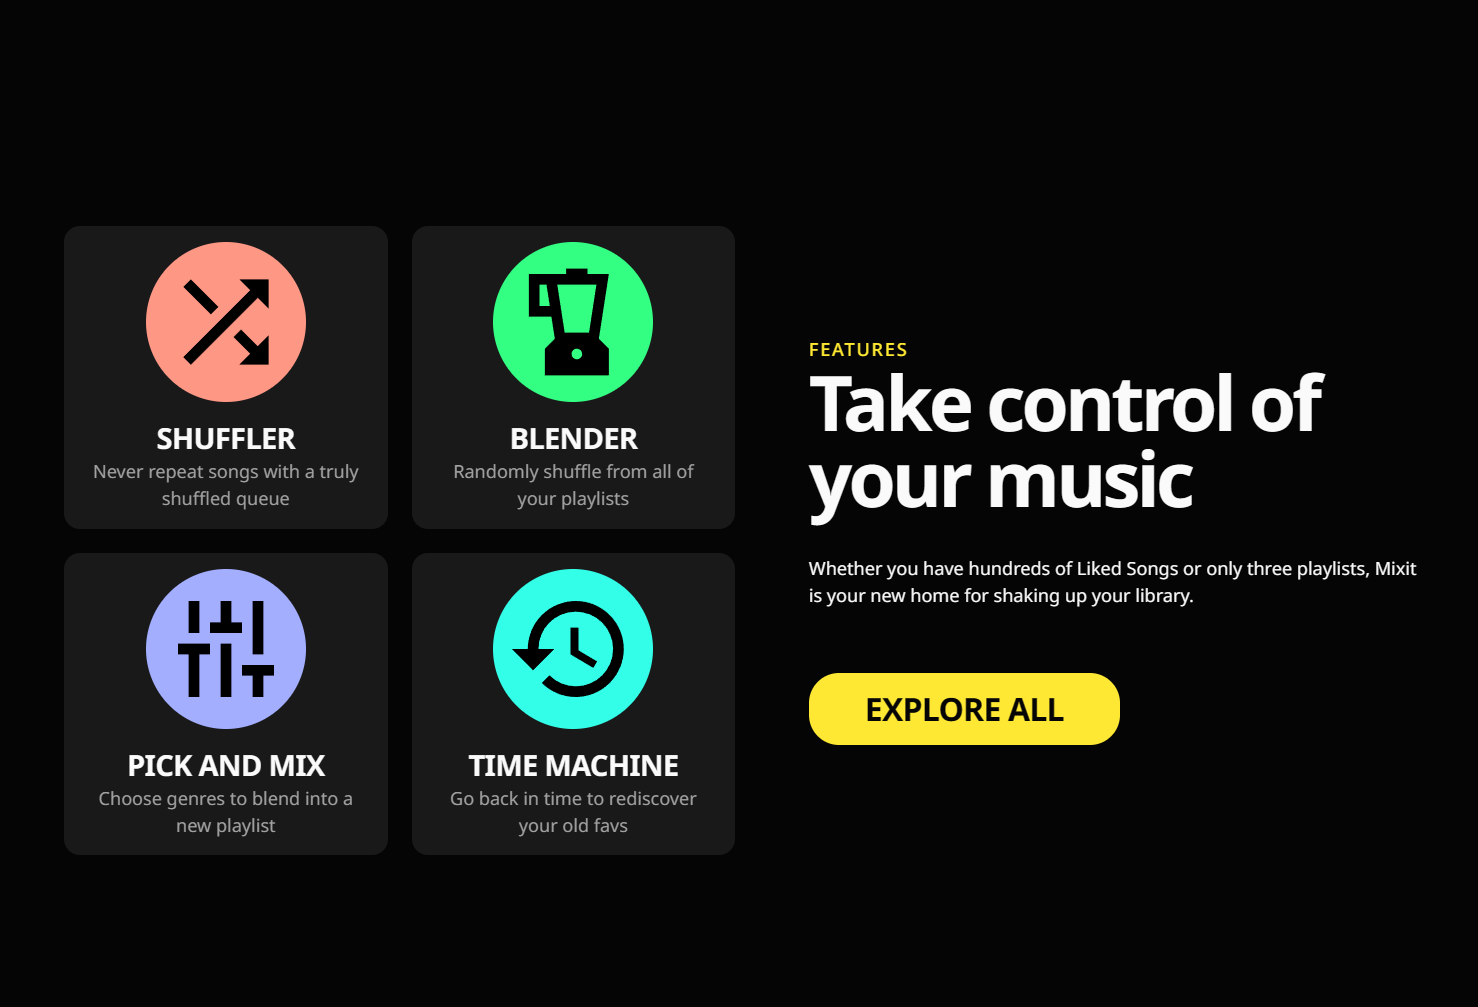 SHUFFLER
Never repeat songs with a truly
shuffled queue
BLENDER
Randomly shuffle from all of
your playlists
PICK AND MIX
Choose genres to blend into a
new playlist
TIME MACHINE
Go back in time to rediscover
your old favs
FEATURES
Take control of
your music
Whether you have hundreds of Liked Songs or only three playlists, Mixit
is your new home for shaking up your library.
EXPLORE ALL